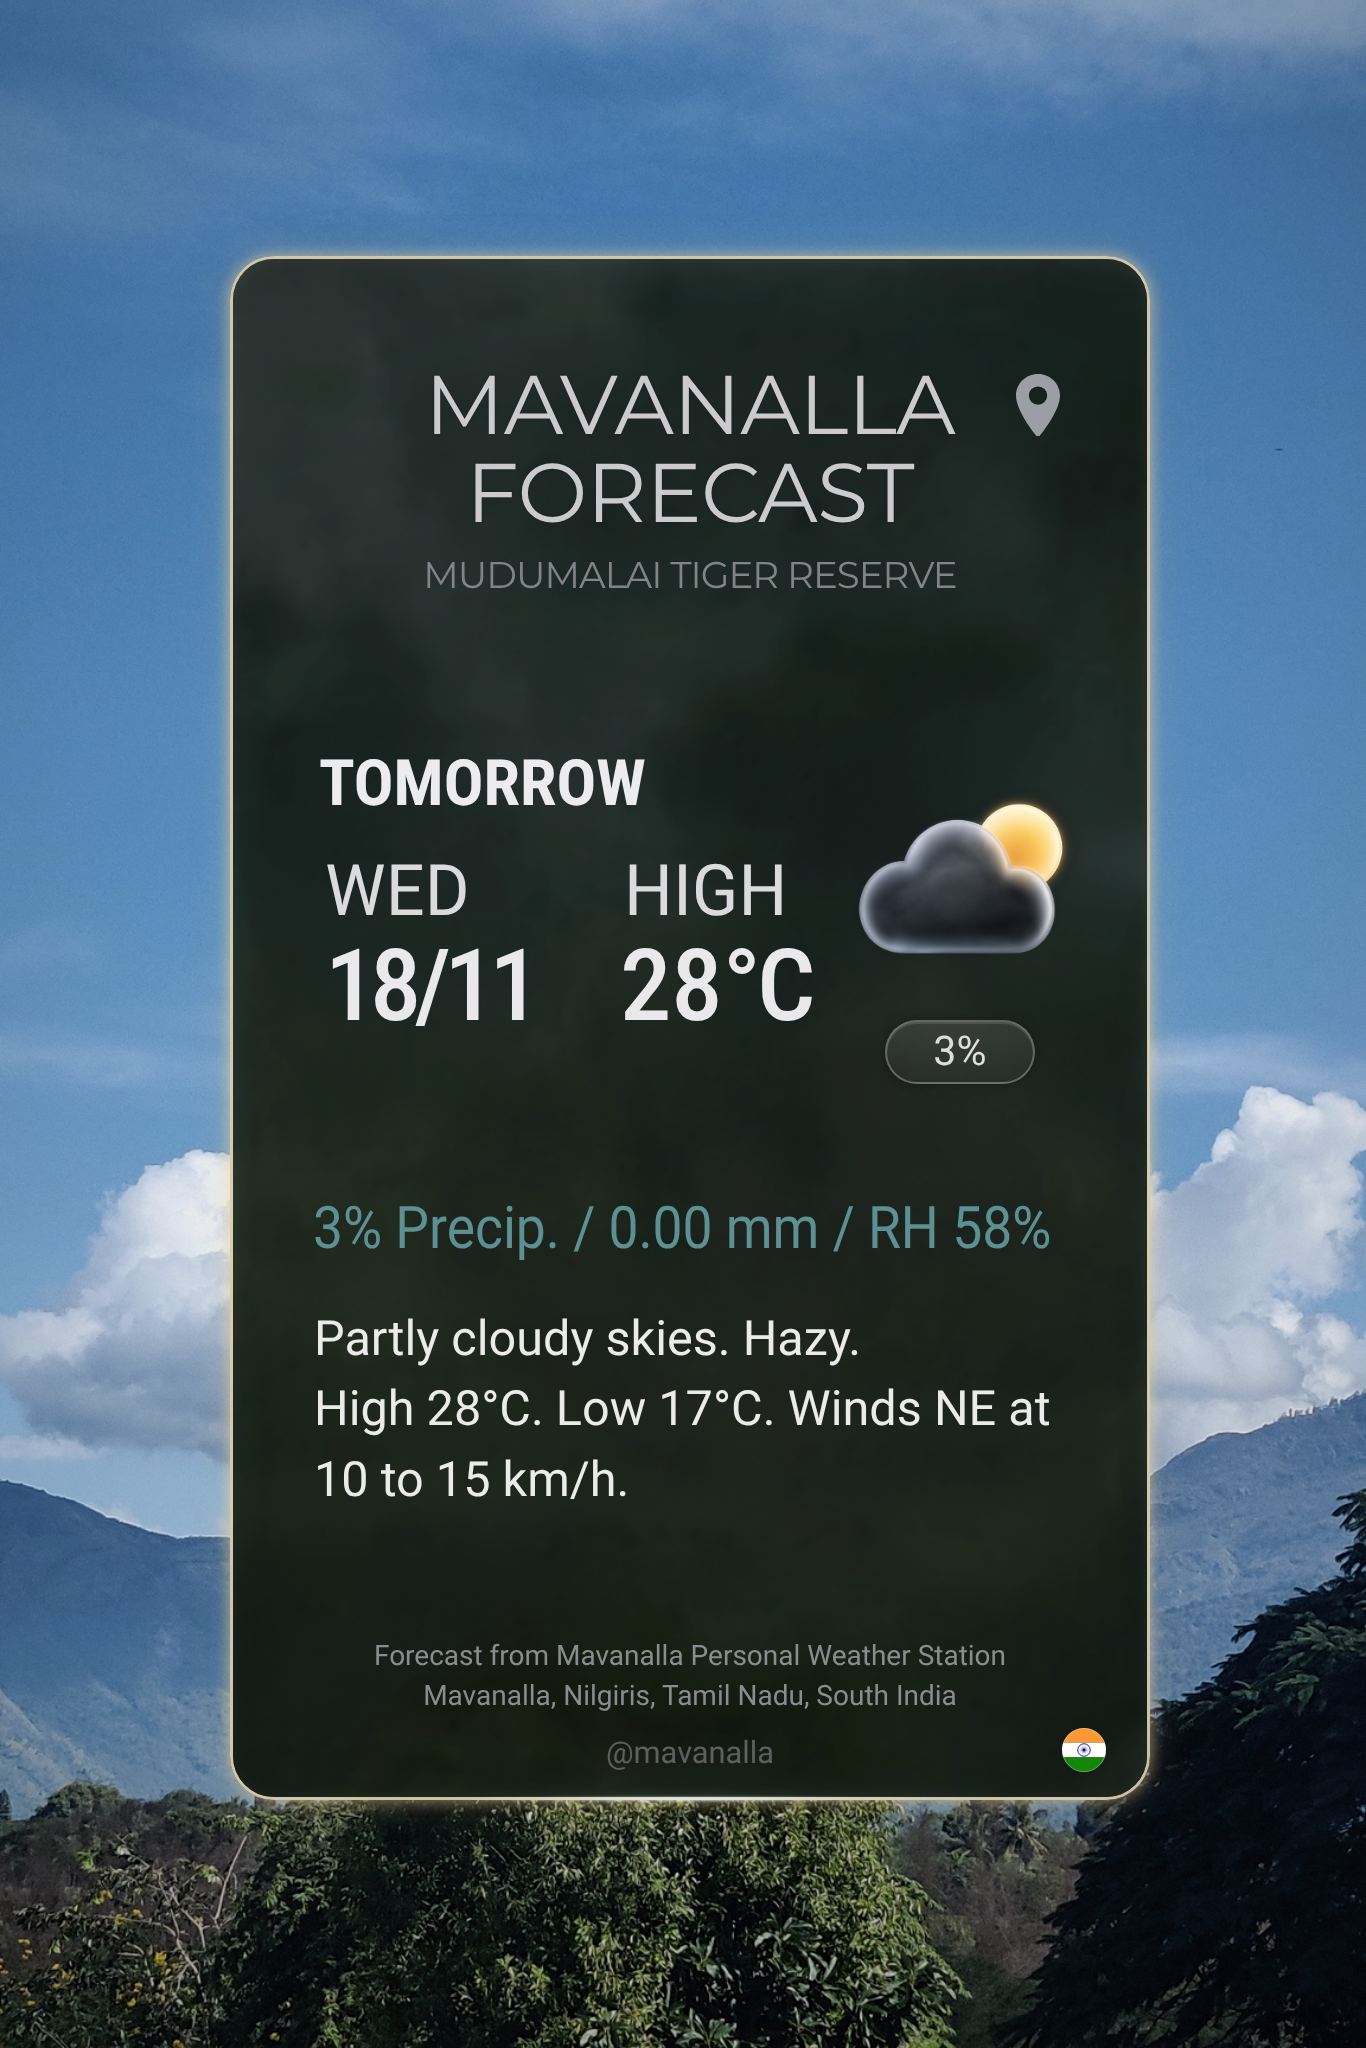 MAVANALLA
FORECAST
MUDUMALAI TIGER RESERVE
TOMORROW
WED HIGH
18/11 28°C
3%
3% Precip. / 0.00 mm / RH 58%
Partly cloudy skies. Hazy.
High 28°C. Low 17°C. Winds NE at
10 to 15 km/h.
Forecast from Mavanalla Personal Weather Station
Mavanalla, Nilgiris, Tamil Nadu, South India
@mavanalla